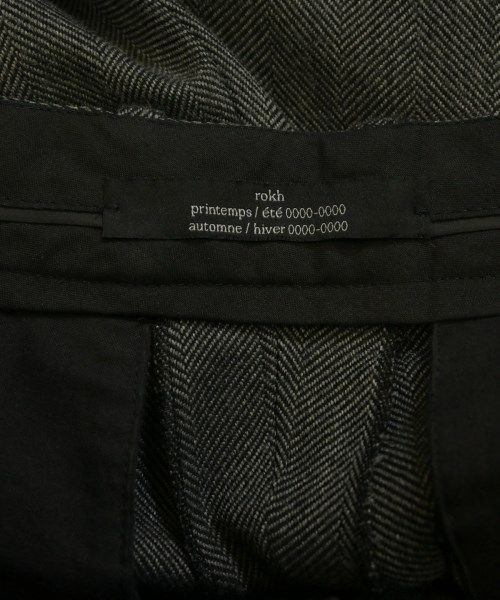 rokh
printemps / été 0000-0000
automne / hiver 0000-0000